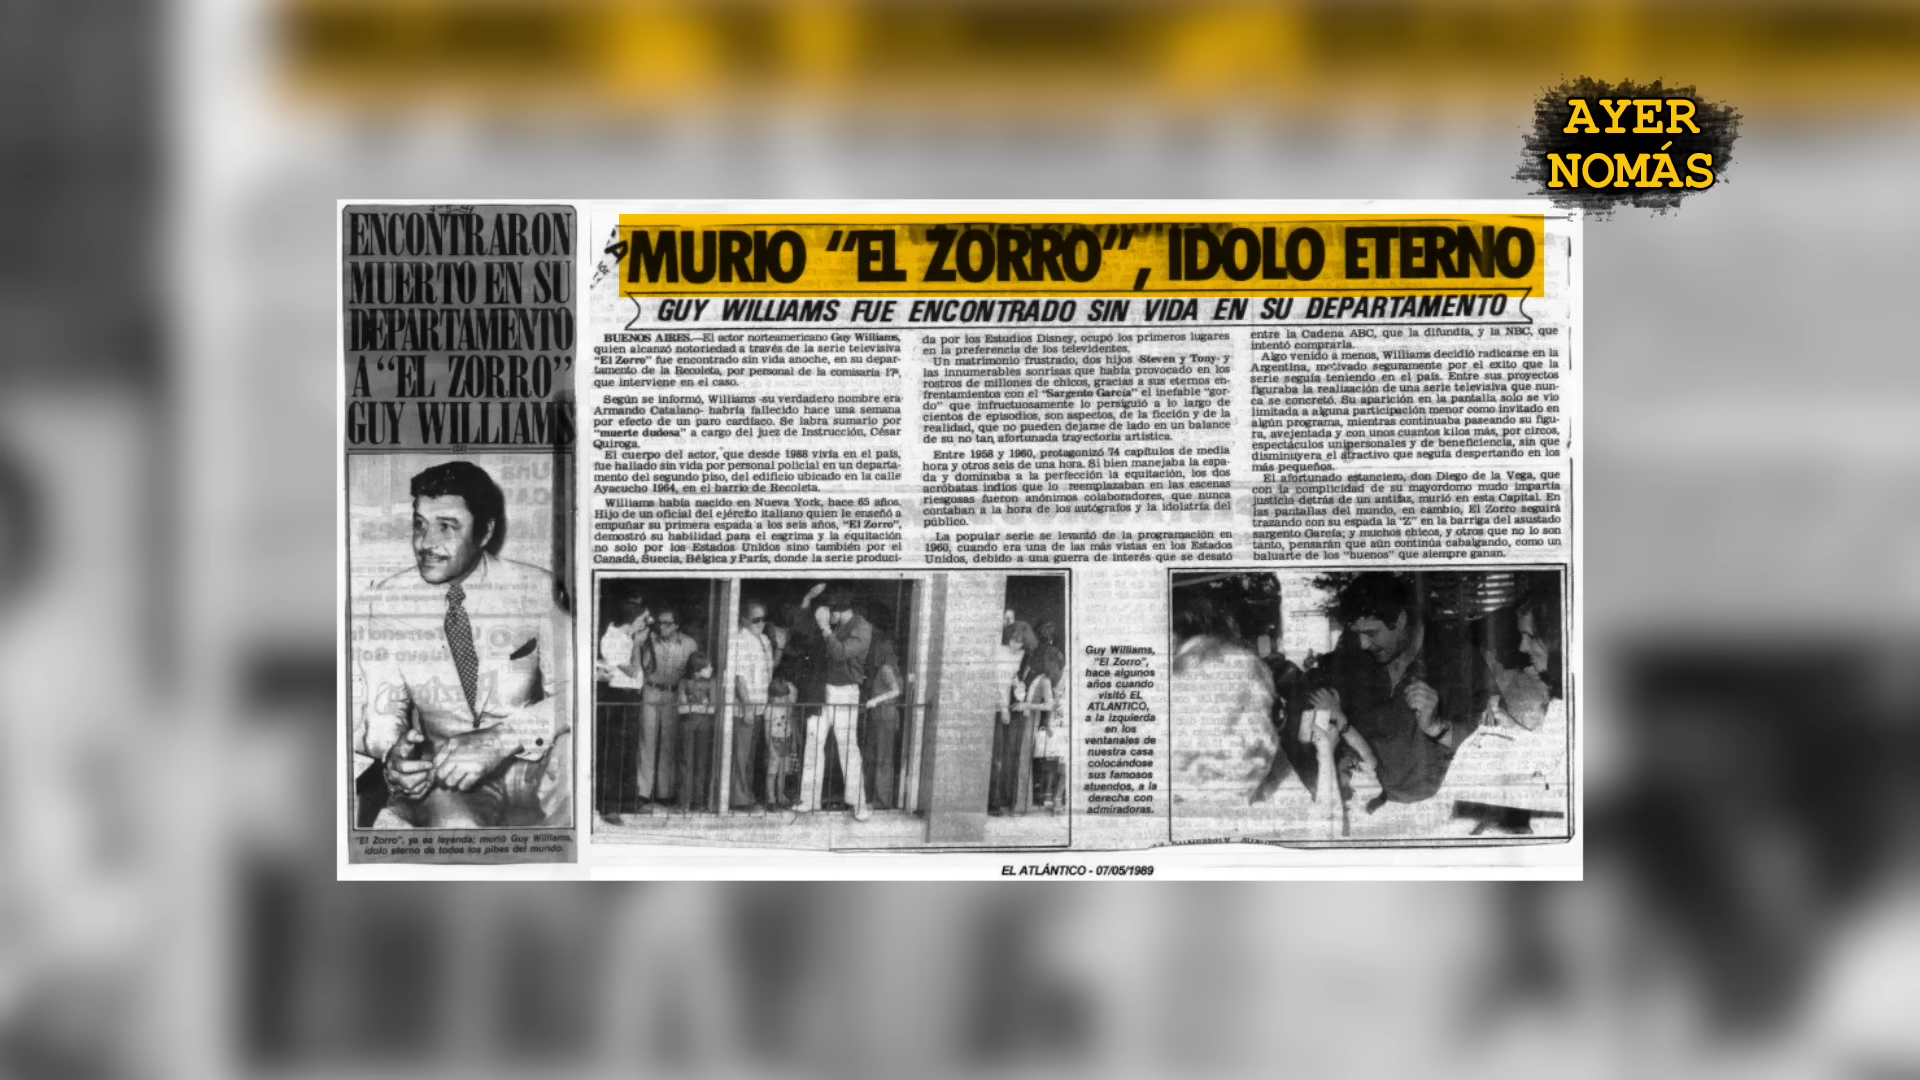 AYER
NOMÁS
ENCONTRARON
MUERTO EN SU
DEPARTAMENTO
A "EL ZORRO"
GUY WILLIAMS
"El Zorro", ya es leyenda; murió Guy Williams,
ídolo eterno de todos los pibes del mundo.
MURIO "EL ZORRO", IDOLO ETERNO
GUY WILLIAMS FUE ENCONTRADO SIN VIDA EN SU DEPARTAMENTO
BUENOS AIRES.—El actor norteamericano Guy Williams,
quien alcanzó notoriedad a través de la serie televisiva
"El Zorro" fue encontrado sin vida anoche, en su depar-
tamento de la Recoleta, por personal de la comisaría 17ª,
que interviene en el caso.
Según se informó, Williams -su verdadero nombre era
Armando Catalano- habría fallecido hace una semana
por efecto de un paro cardíaco. Se labra sumario por
"muerte dudosa" a cargo del juez de Instrucción, César
Quiroga.
El cuerpo del actor, que desde 1988 vivía en el país,
fue hallado sin vida por personal policial en un departa-
mento del segundo piso, del edificio ubicado en la calle
Ayacucho 1964, en el barrio de Recoleta.
Williams había nacido en Nueva York, hace 65 años.
Hijo de un oficial del ejército italiano quien le enseñó a
empuñar su primera espada a los seis años, "El Zorro",
demostró su habilidad para el esgrima y la equitación
no solo por los Estados Unidos sino también por el
Canadá, Suecia, Bélgica y París, donde la serie produci-
da por los Estudios Disney, ocupó los primeros lugares
en la preferencia de los televidentes.
Un matrimonio frustrado, dos hijos -Steven y Tony- y
las innumerables sonrisas que había provocado en los
rostros de millones de chicos, gracias a sus eternos en-
frentamientos con el "Sargento García" el inefable "gor-
do" que infructuosamente lo persiguió a lo largo de
cientos de episodios, son aspectos, de la ficción y de la
realidad, que no pueden dejarse de lado en un balance
de su no tan afortunada trayectoria artística.
Entre 1958 y 1960, protagonizó 74 capítulos de media
hora y otros seis de una hora. Si bien manejaba la espa-
da y dominaba a la perfección la equitación, los dos
acróbatas indios que lo reemplazaban en las escenas
riesgosas fueron anónimos colaboradores, que nunca
contaban a la hora de los autógrafos y la idolatría del
público.
La popular serie se levantó de la programación en
1960, cuando era una de las más vistas en los Estados
Unidos, debido a una guerra de interés que se desató
entre la Cadena ABC, que la difundía, y la NBC, que
intentó comprarla.
Algo venido a menos, Williams decidió radicarse en la
Argentina, motivado seguramente por el exito que la
serie seguía teniendo en el país. Entre sus proyectos
figuraba la realización de una serie televisiva que nun-
ca se concretó. Su aparición en la pantalla solo se vio
limitada a alguna participación menor como invitado en
algún programa, mientras continuaba paseando su figu-
ra, avejentada y con unos cuantos kilos más, por circos,
espectáculos unipersonales y de beneficiencia, sin que
disminuyera el atractivo que seguía despertando en los
más pequeños.
El afortunado estanciero, don Diego de la Vega, que
con la complicidad de su mayordomo mudo impartía
justicia detrás de un antifaz, murió en esta Capital. En
las pantallas del mundo, en cambio, El Zorro seguirá
trazando con su espada la "Z" en la barriga del asustado
sargento García; y muchos chicos, y otros que no lo son
tanto, pensarán que aún continúa cabalgando, como un
baluarte de los "buenos" que siempre ganan.
Guy Williams,
"El Zorro",
hace algunos
años cuando
visitó EL
ATLANTICO,
a la izquierda
en los
ventanales de
nuestra casa
colocándose
sus famosos
atuendos, a la
derecha con
admiradoras.
EL ATLÁNTICO - 07/05/1989